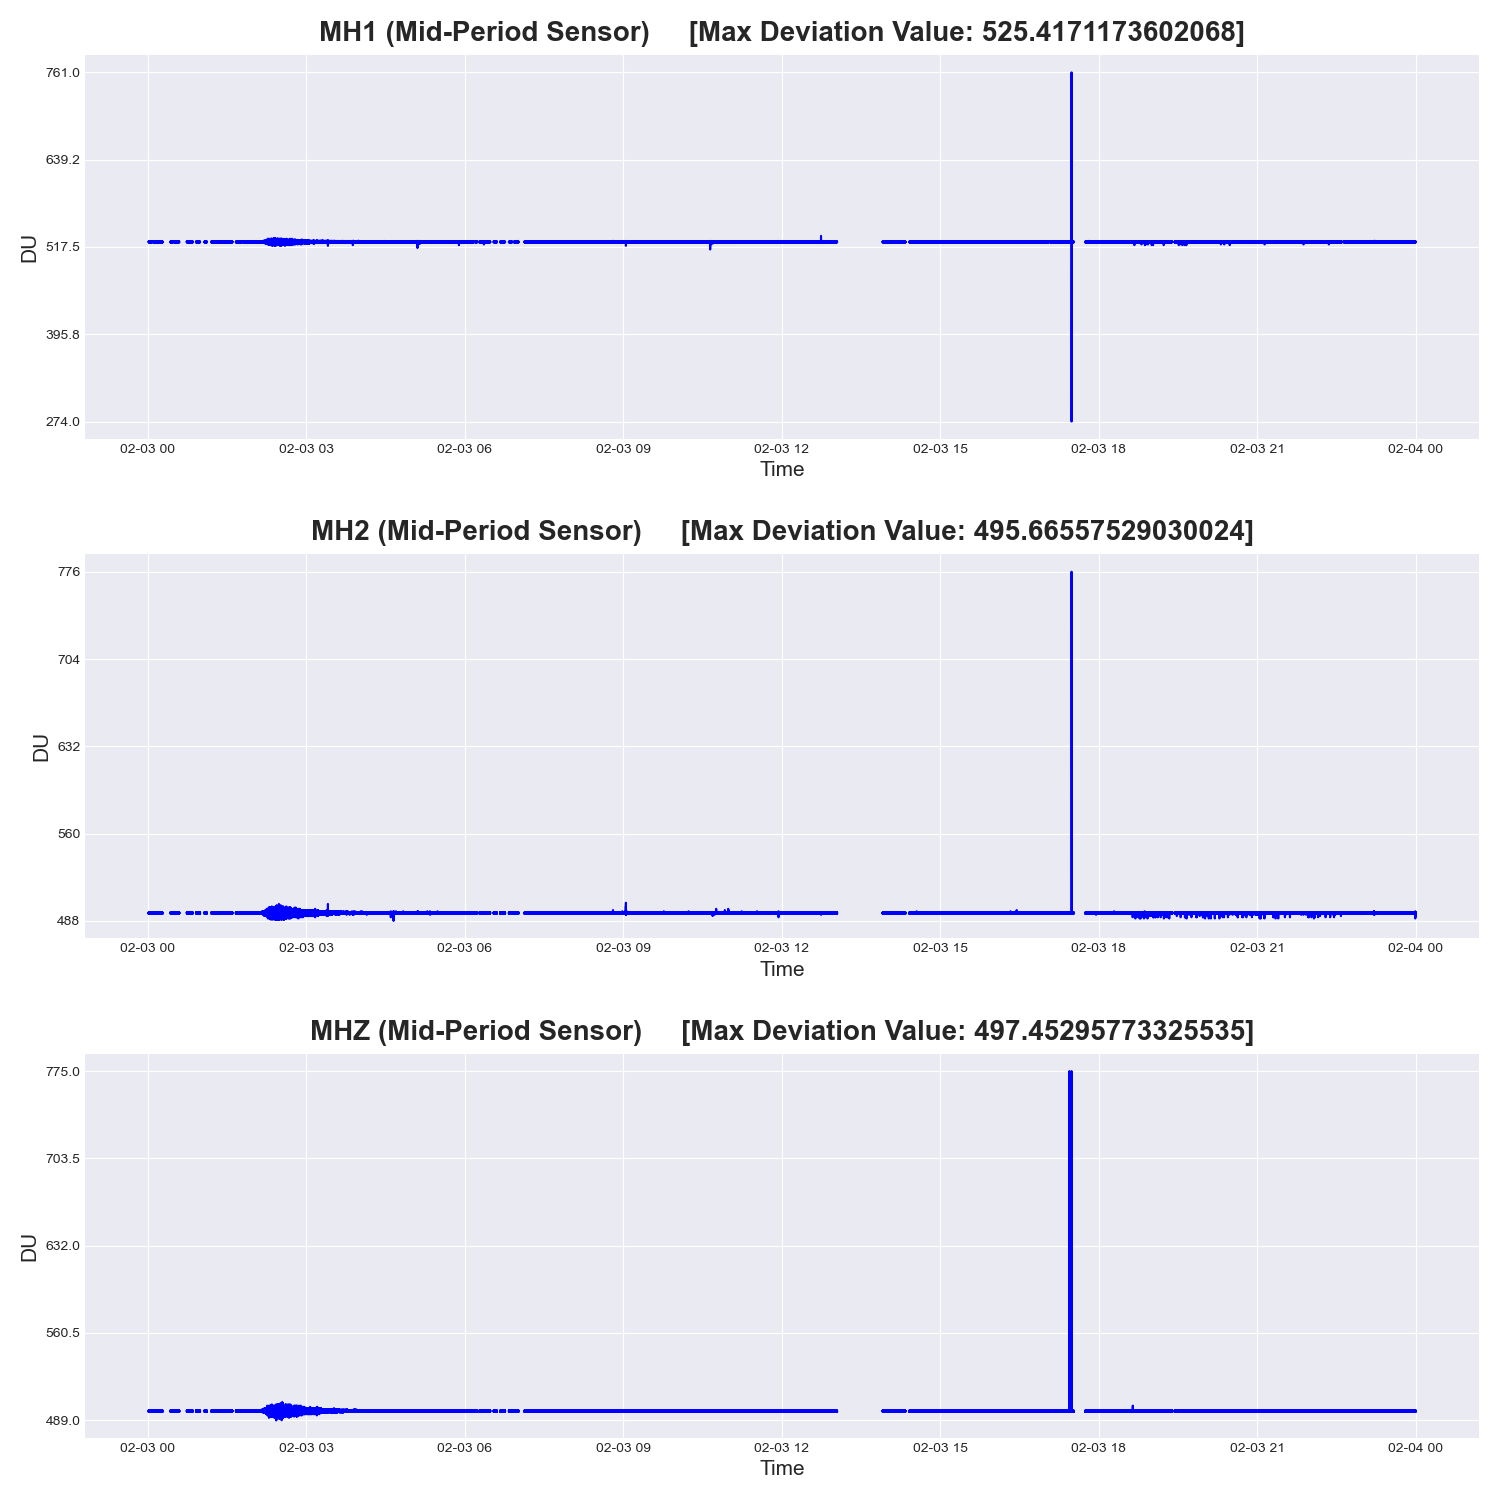 MH1 (Mid-Period Sensor) [Max Deviation Value: 525.4171173602068]
761.0
639.2
517.5
395.8
274.0
DU
02-03 00 02-03 03 02-03 06 02-03 09 02-03 12 02-03 15 02-03 18 02-03 21 02-04 00
Time
MH2 (Mid-Period Sensor) [Max Deviation Value: 495.66557529030024]
776
704
632
560
488
DU
02-03 00 02-03 03 02-03 06 02-03 09 02-03 12 02-03 15 02-03 18 02-03 21 02-04 00
Time
MHZ (Mid-Period Sensor) [Max Deviation Value: 497.45295773325535]
775.0
703.5
632.0
560.5
489.0
DU
02-03 00 02-03 03 02-03 06 02-03 09 02-03 12 02-03 15 02-03 18 02-03 21 02-04 00
Time